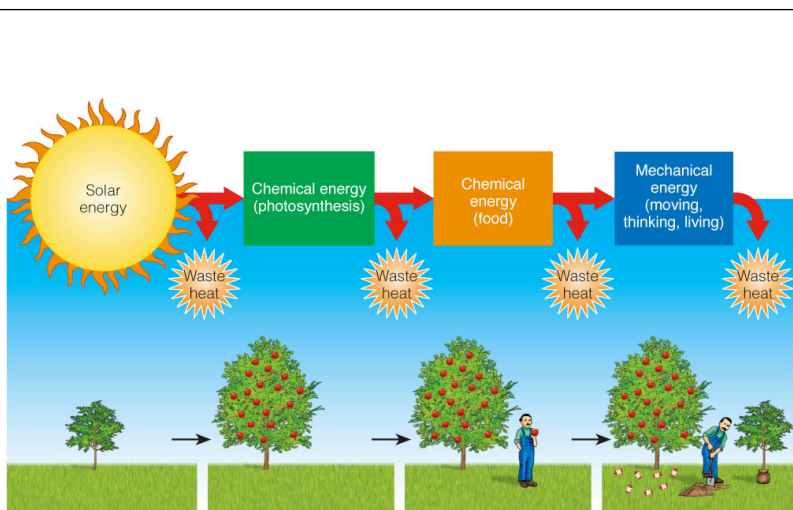 Solar
energy
Chemical energy
(photosynthesis)
Chemical
energy
(food)
Mechanical
energy
(moving,
thinking, living)
Waste
heat
Waste
heat
Waste
heat
Waste
heat